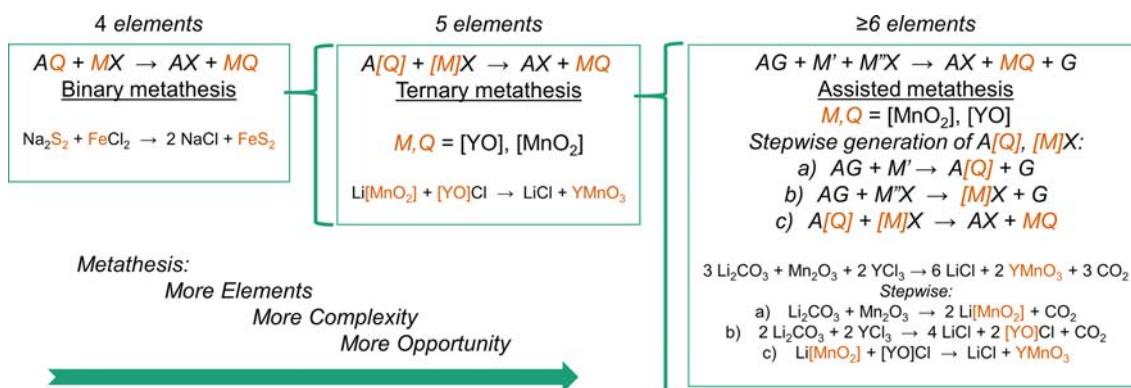 4 elements
AQ + MX → AX + MQ
Binary metathesis
Na₂S₂ + FeCl₂ → 2 NaCl + FeS₂
5 elements
A[Q] + [M]X → AX + MQ
Ternary metathesis
M,Q = [YO], [MnO₂]
Li[MnO₂] + [YO]Cl → LiCl + YMnO₃
≥6 elements
AG + M' + M"X → AX + MQ + G
Assisted metathesis
M,Q = [MnO₂], [YO]
Stepwise generation of A[Q], [M]X:
a) AG + M' → A[Q] + G
b) AG + M"X → [M]X + G
c) A[Q] + [M]X → AX + MQ
3 Li₂CO₃ + Mn₂O₃ + 2 YCl₃ → 6 LiCl + 2 YMnO₃ + 3 CO₂
Stepwise:
a) Li₂CO₃ + Mn₂O₃ → 2 Li[MnO₂] + CO₂
b) 2 Li₂CO₃ + 2 YCl₃ → 4 LiCl + 2 [YO]Cl + CO₂
c) Li[MnO₂] + [YO]Cl → LiCl + YMnO₃
Metathesis:
More Elements
More Complexity
More Opportunity